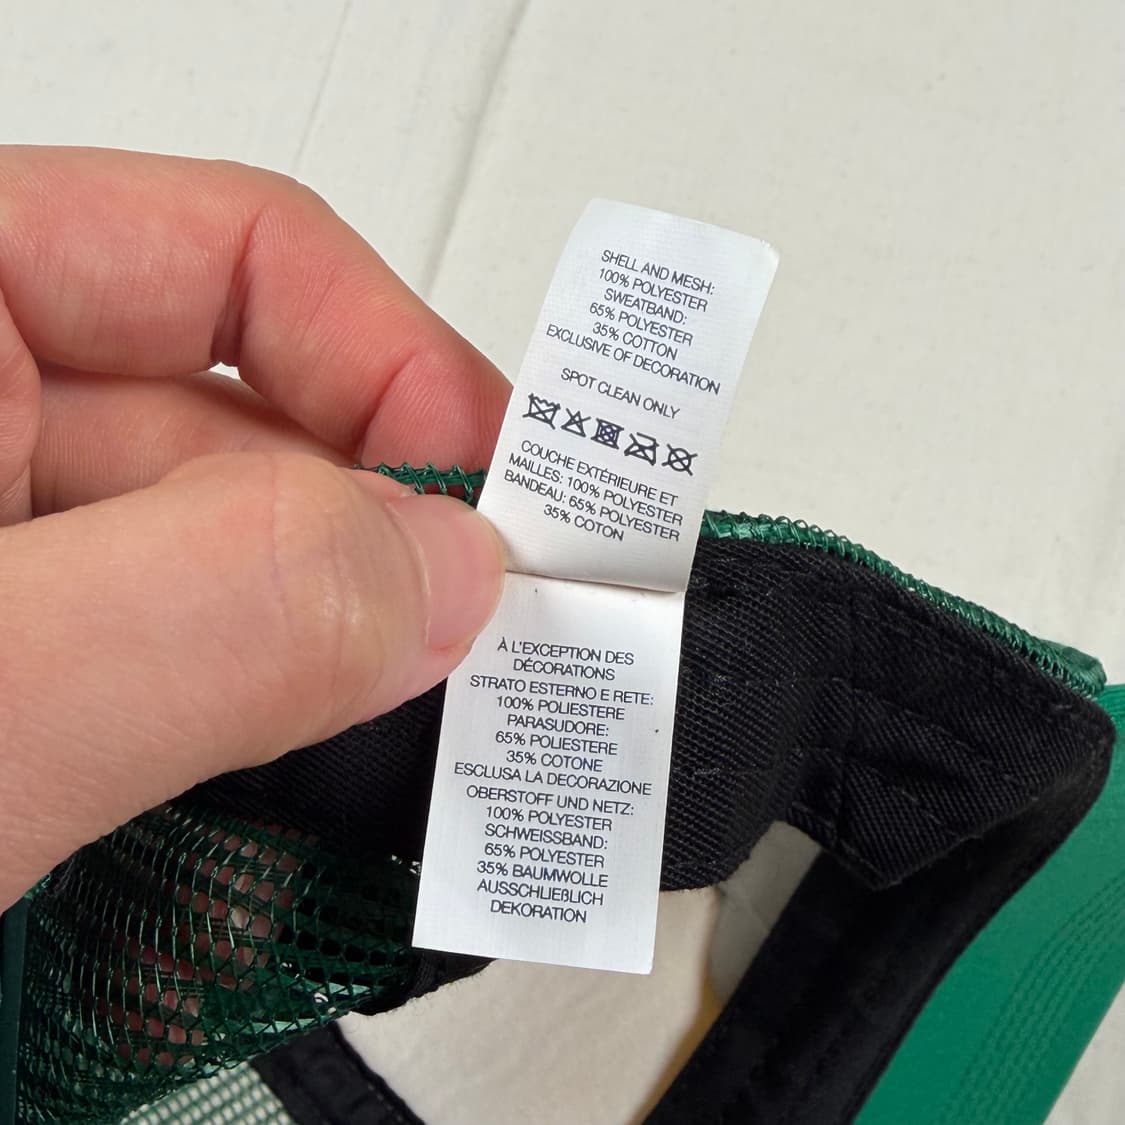 SHELL AND MESH:
100% POLYESTER
SWEATBAND:
65% POLYESTER
35% COTTON
EXCLUSIVE OF DECORATION
SPOT CLEAN ONLY
COUCHE EXTÉRIEURE ET
MAILLES: 100% POLYESTER
BANDEAU: 65% POLYESTER
35% COTON
À L'EXCEPTION DES
DÉCORATIONS
STRATO ESTERNO E RETE:
100% POLIESTERE
PARASUDORE:
65% POLIESTERE
35% COTONE
ESCLUSA LA DECORAZIONE
OBERSTOFF UND NETZ:
100% POLYESTER
SCHWEISSBAND:
65% POLYESTER
35% BAUMWOLLE
AUSSCHLIEßLICH
DEKORATION